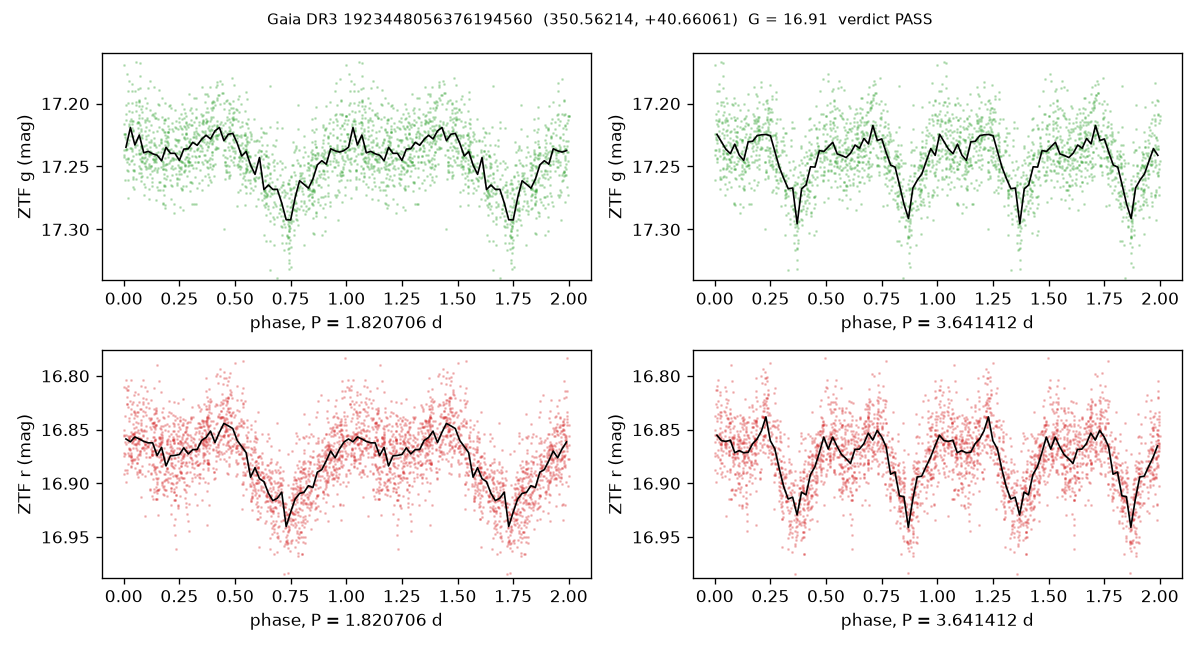 Gaia DR3 1923448056376194560 (350.56214, +40.66061) G = 16.91 verdict PASS
ZTF g (mag)
17.20
17.25
17.30
0.00 0.25 0.50 0.75 1.00 1.25 1.50 1.75 2.00
phase, P = 1.820706 d
ZTF g (mag)
17.20
17.25
17.30
0.00 0.25 0.50 0.75 1.00 1.25 1.50 1.75 2.00
phase, P = 3.641412 d
ZTF r (mag)
16.80
16.85
16.90
16.95
0.00 0.25 0.50 0.75 1.00 1.25 1.50 1.75 2.00
phase, P = 1.820706 d
ZTF r (mag)
16.80
16.85
16.90
16.95
0.00 0.25 0.50 0.75 1.00 1.25 1.50 1.75 2.00
phase, P = 3.641412 d